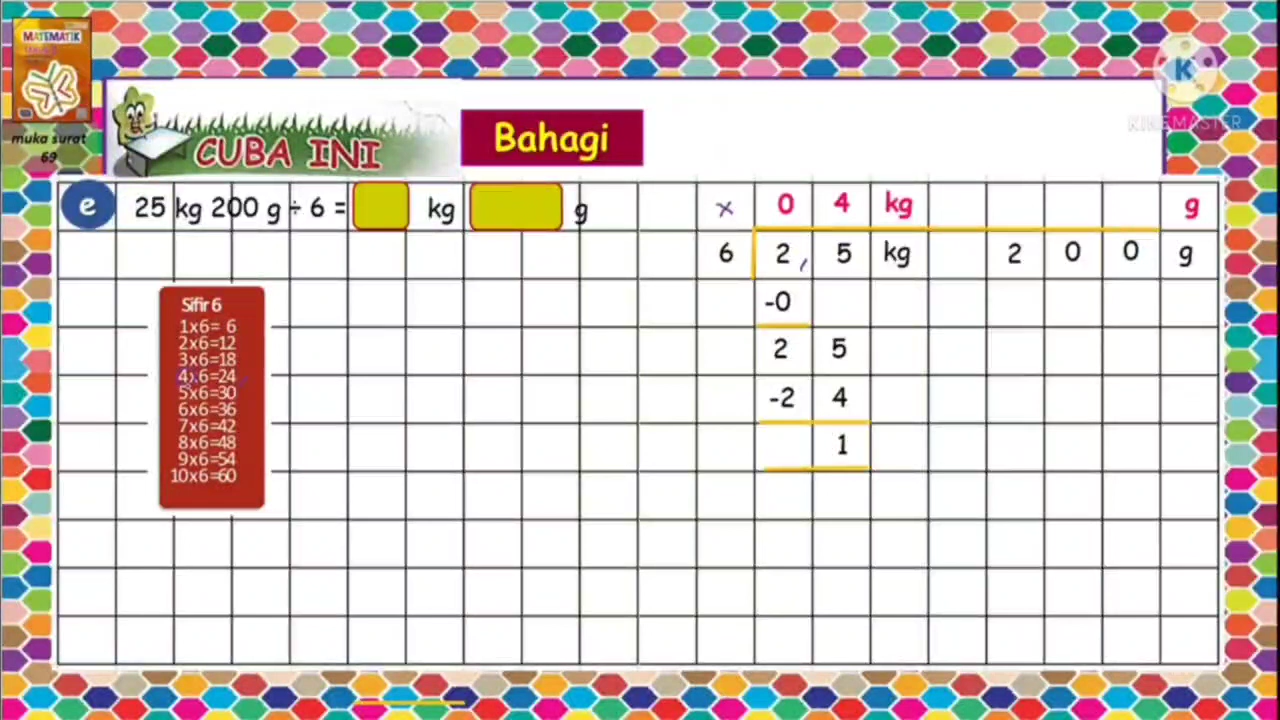 MATEMATIK
muka surat
69
KINEMASTER
CUBA INI
Bahagi
e 25 kg 200 g ÷ 6 = kg g
Sifir 6
1x6= 6
2x6=12
3x6=18
4x6=24
5x6=30
6x6=36
7x6=42
8x6=48
9x6=54
10x6=60
x 0 4 kg g
6 2 5 kg 2 0 0 g
-0
2 5
-2 4
1